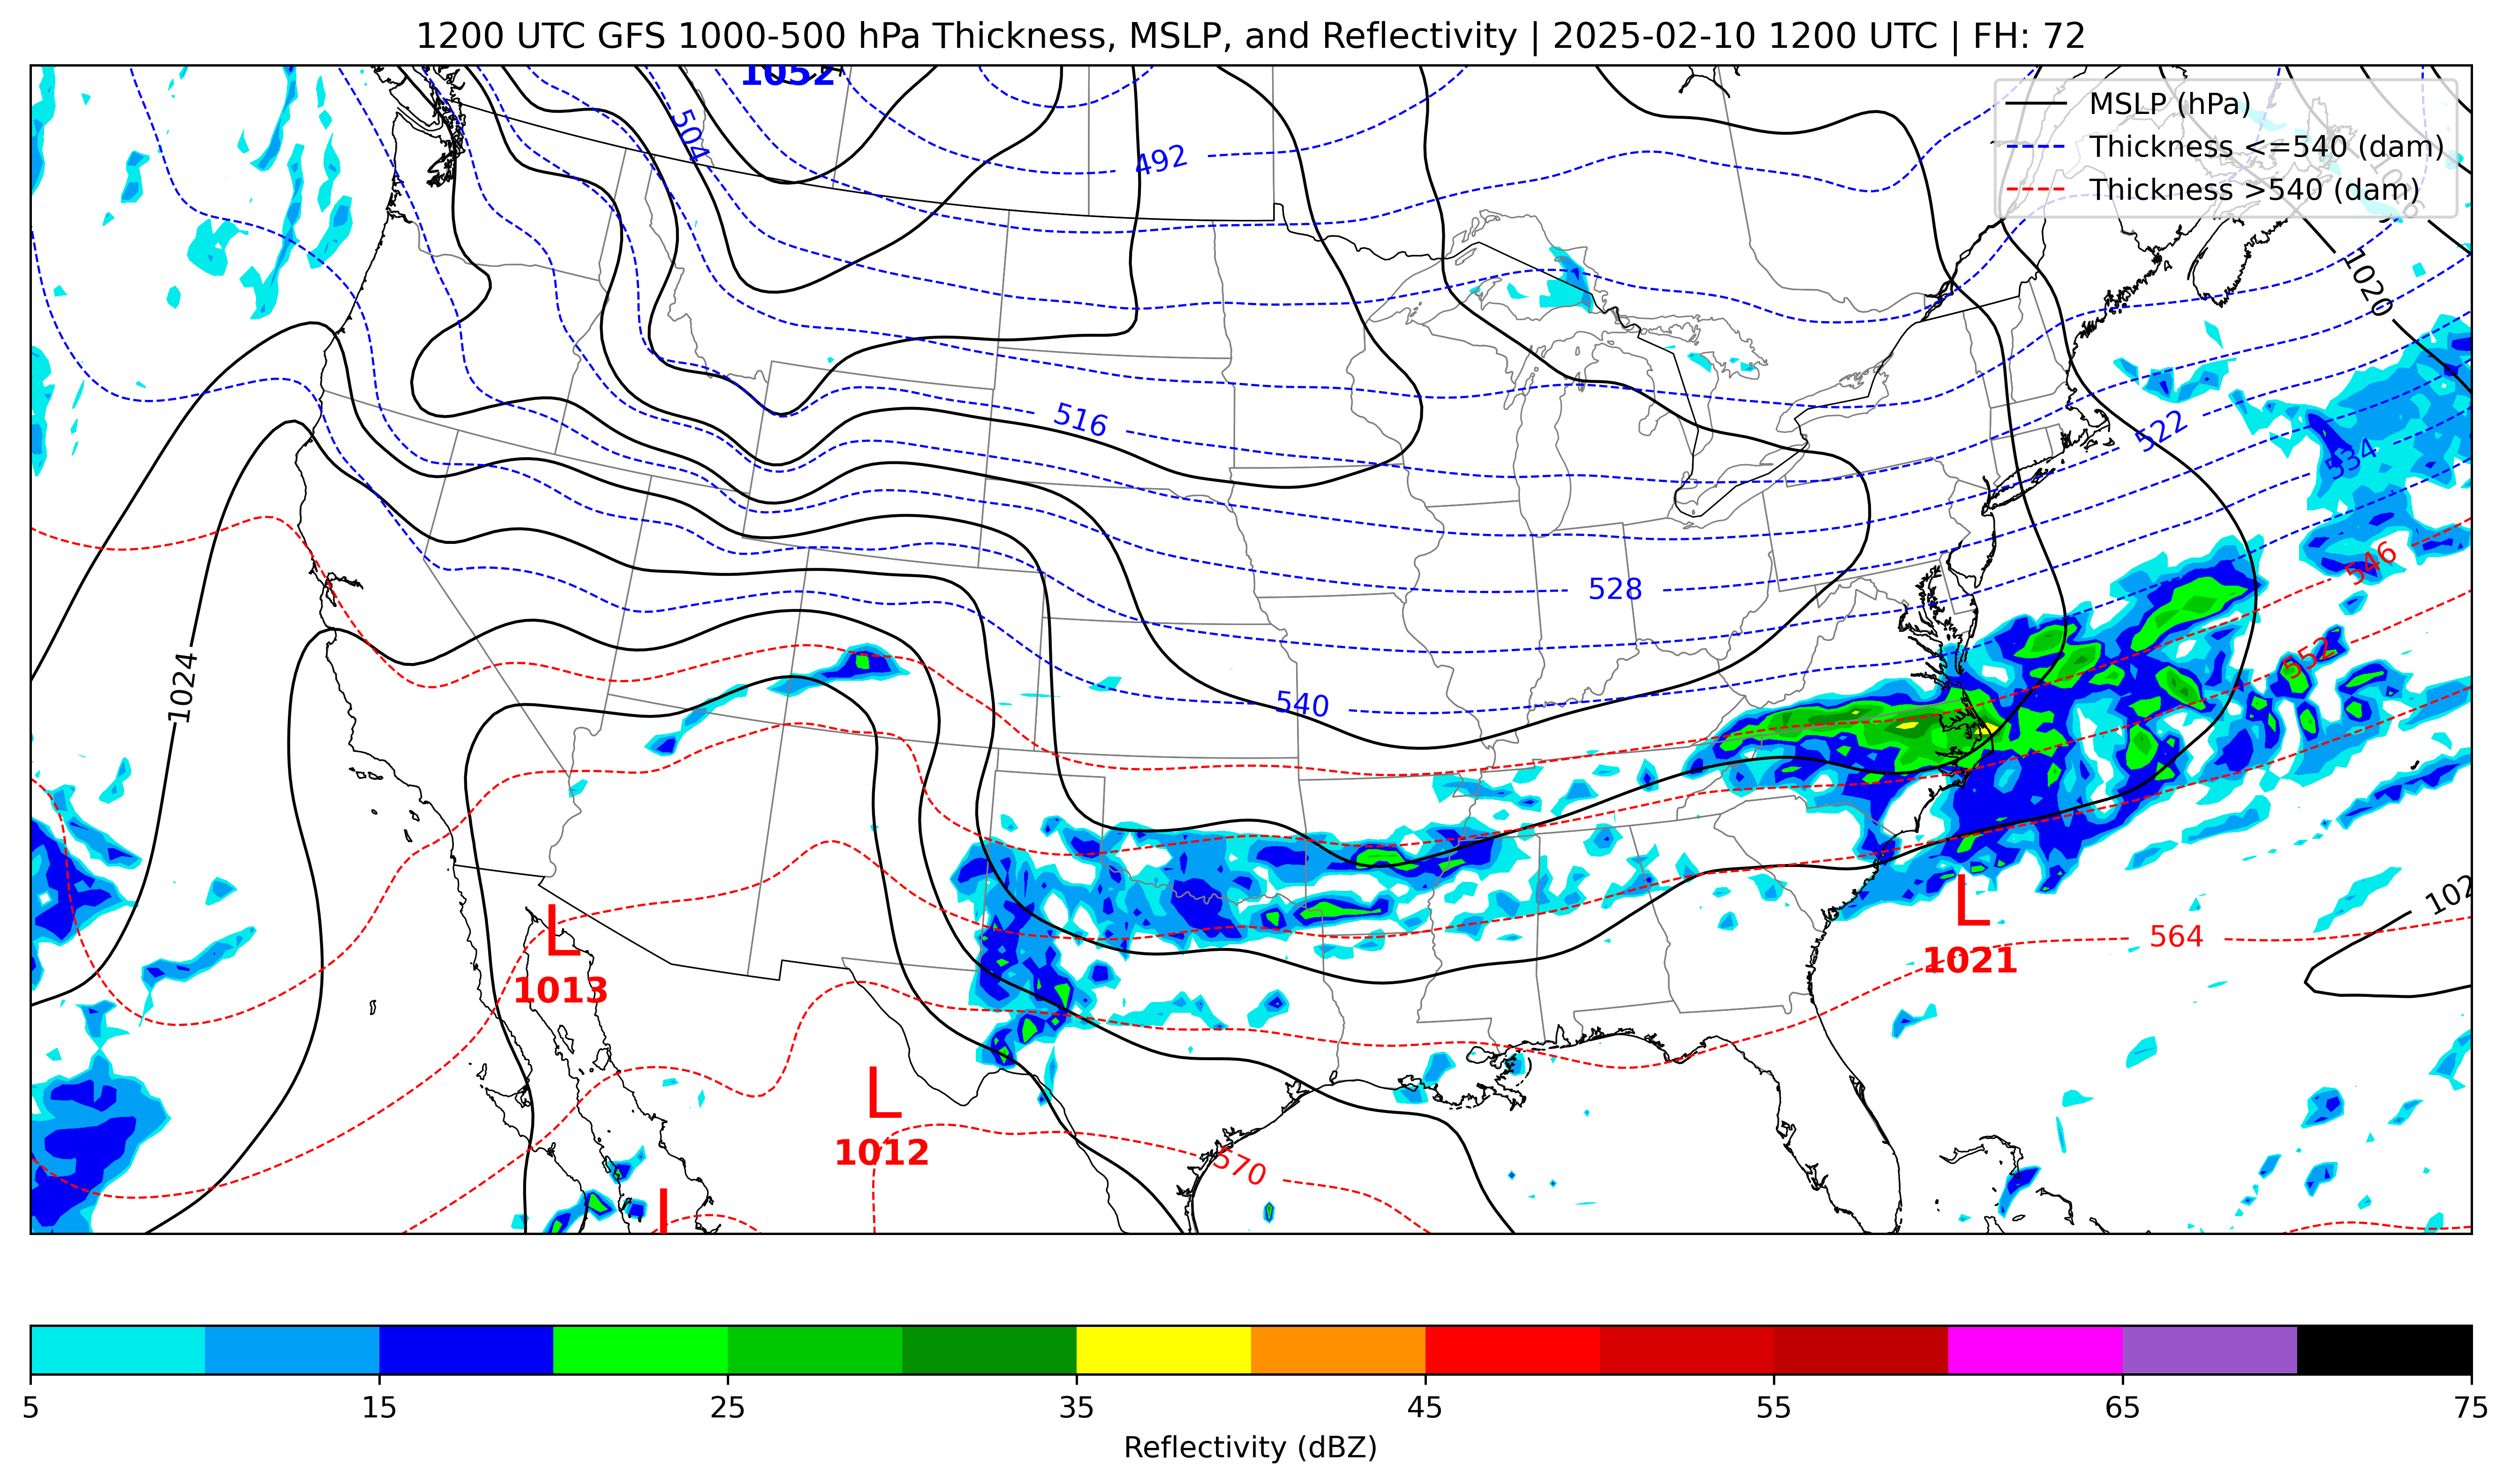 1200 UTC GFS 1000-500 hPa Thickness, MSLP, and Reflectivity | 2025-02-10 1200 UTC | FH: 72
1052
MSLP (hPa)
Thickness <=540 (dam)
Thickness >540 (dam)
504
492
1020
516
522
534
546
528
552
1024
540
102
L
1021
564
L
1013
L
1012
570
L
5 15 25 35 45 55 65 75
Reflectivity (dBZ)